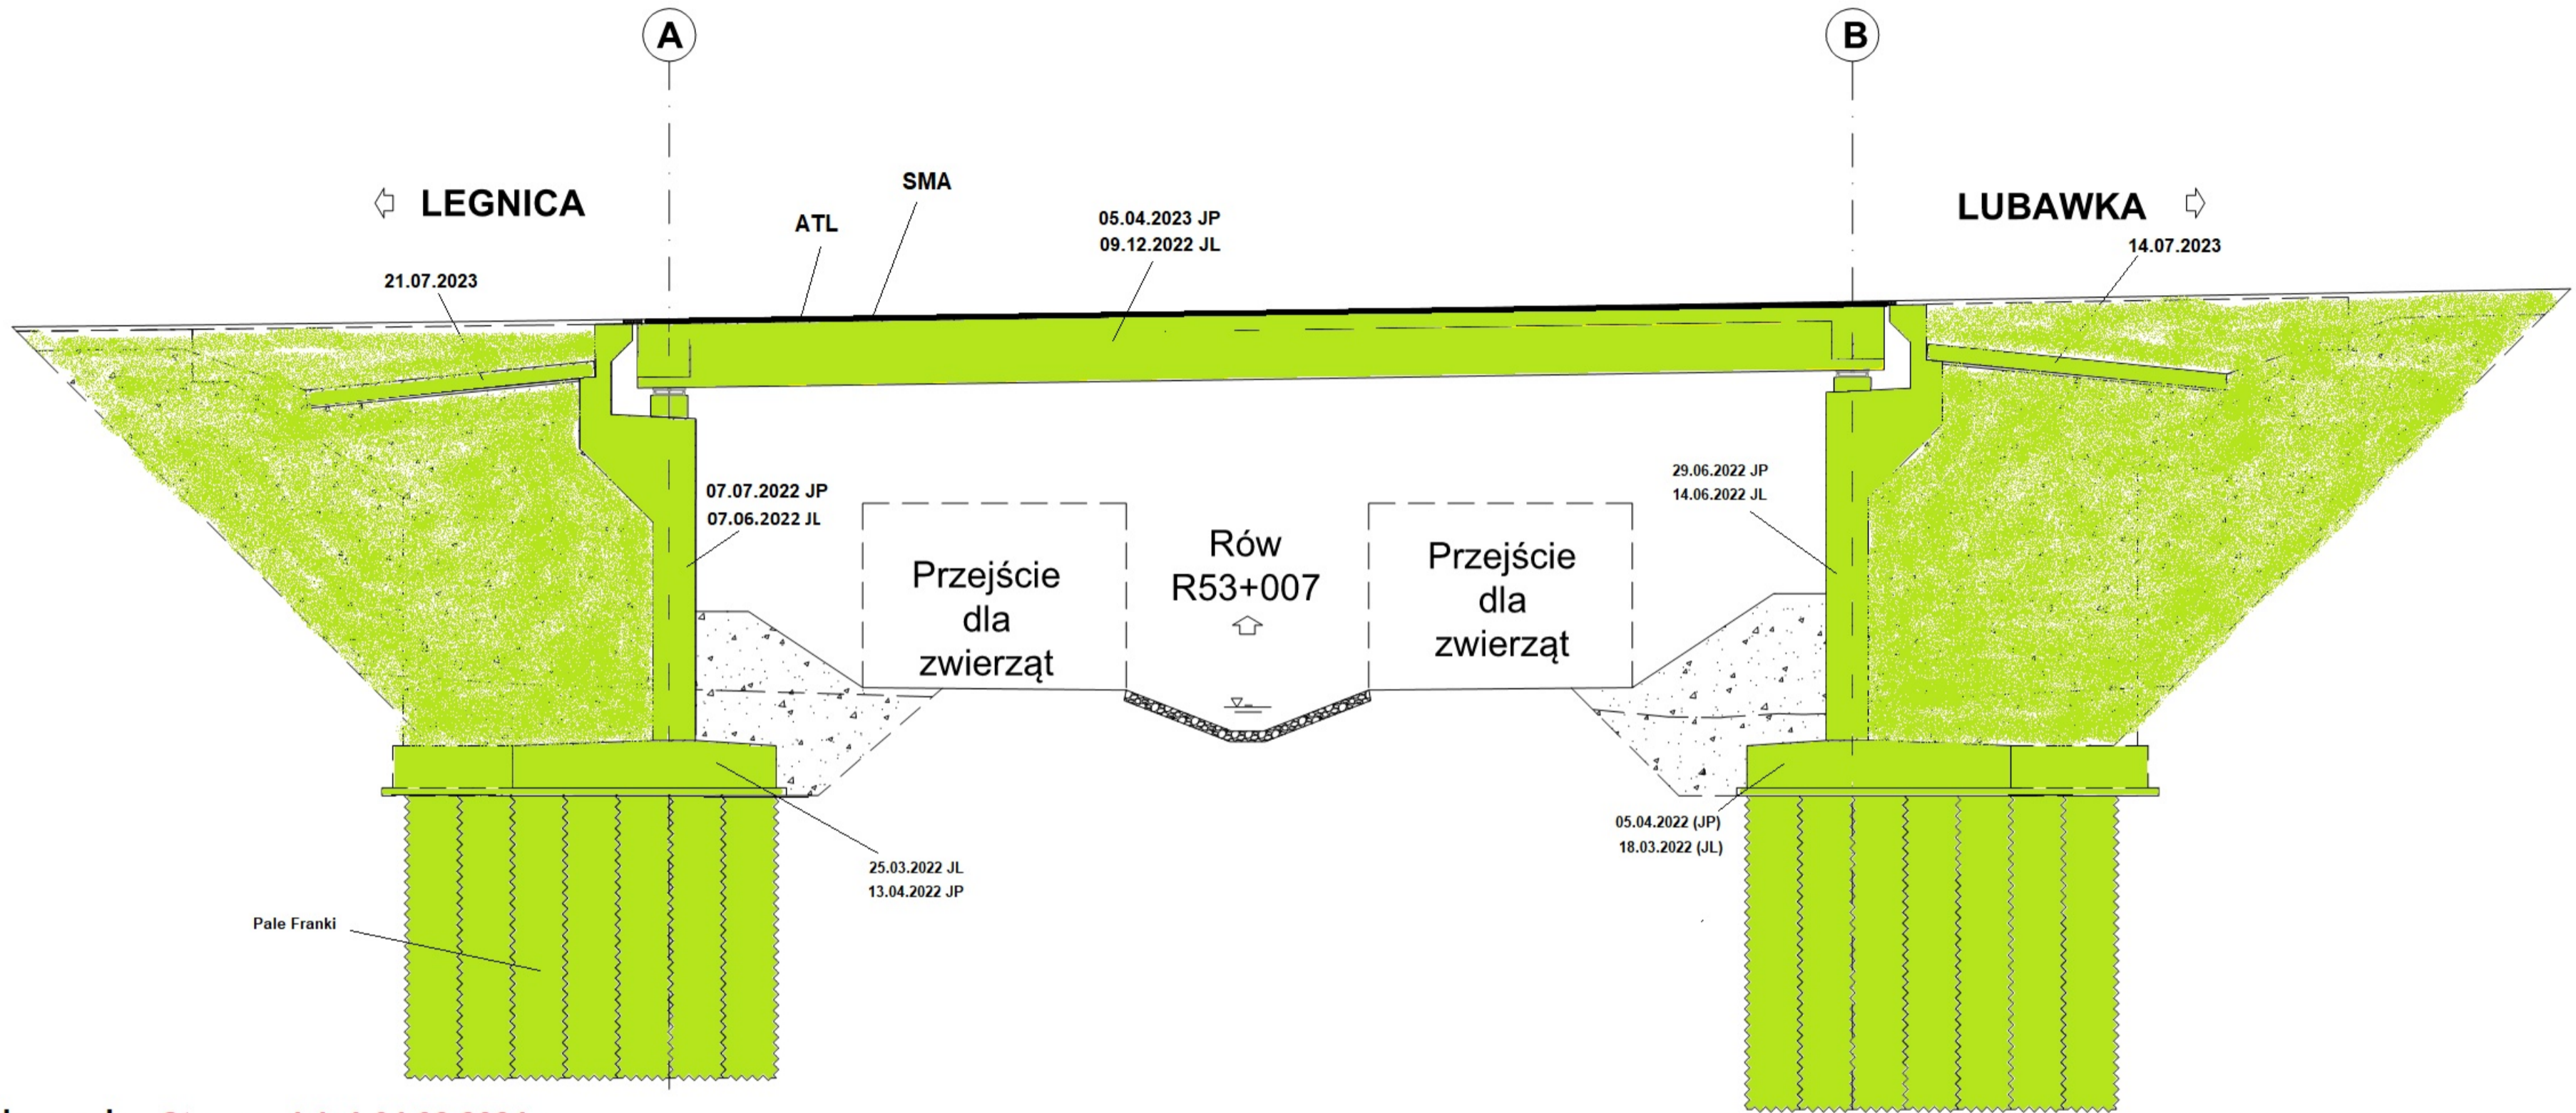 A
B
LEGNICA
LUBAWKA
SMA
ATL
05.04.2023 JP
09.12.2022 JL
14.07.2023
21.07.2023
07.07.2022 JP
07.06.2022 JL
29.06.2022 JP
14.06.2022 JL
Przejście
dla
zwierząt
Rów
R53+007
Przejście
dla
zwierząt
05.04.2022 (JP)
18.03.2022 (JL)
25.03.2022 JL
13.04.2022 JP
Pale Franki